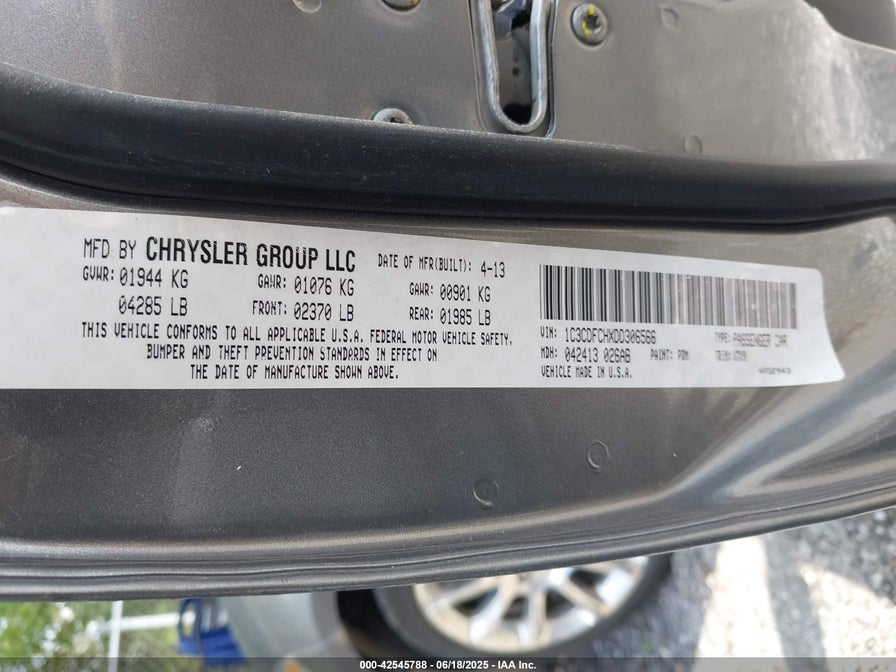 MFD BY CHRYSLER GROUP LLC DATE OF MFR(BUILT): 4-13
GVWR: 01944 KG GAWR: 01076 KG GAWR: 00901 KG
04285 LB FRONT: 02370 LB REAR: 01985 LB
THIS VEHICLE CONFORMS TO ALL APPLICABLE U.S.A. FEDERAL MOTOR VEHICLE SAFETY,
BUMPER AND THEFT PREVENTION STANDARDS IN EFFECT ON
THE DATE OF MANUFACTURE SHOWN ABOVE.
VIN: 1C3CDFCHXDD306566 TYPE: PASSENGER CAR
MDH: 042413 026AB PAINT: PDM TRIM: G7X9
VEHICLE MADE IN U.S.A.
000-42545788 - 06/18/2025 - IAA Inc.